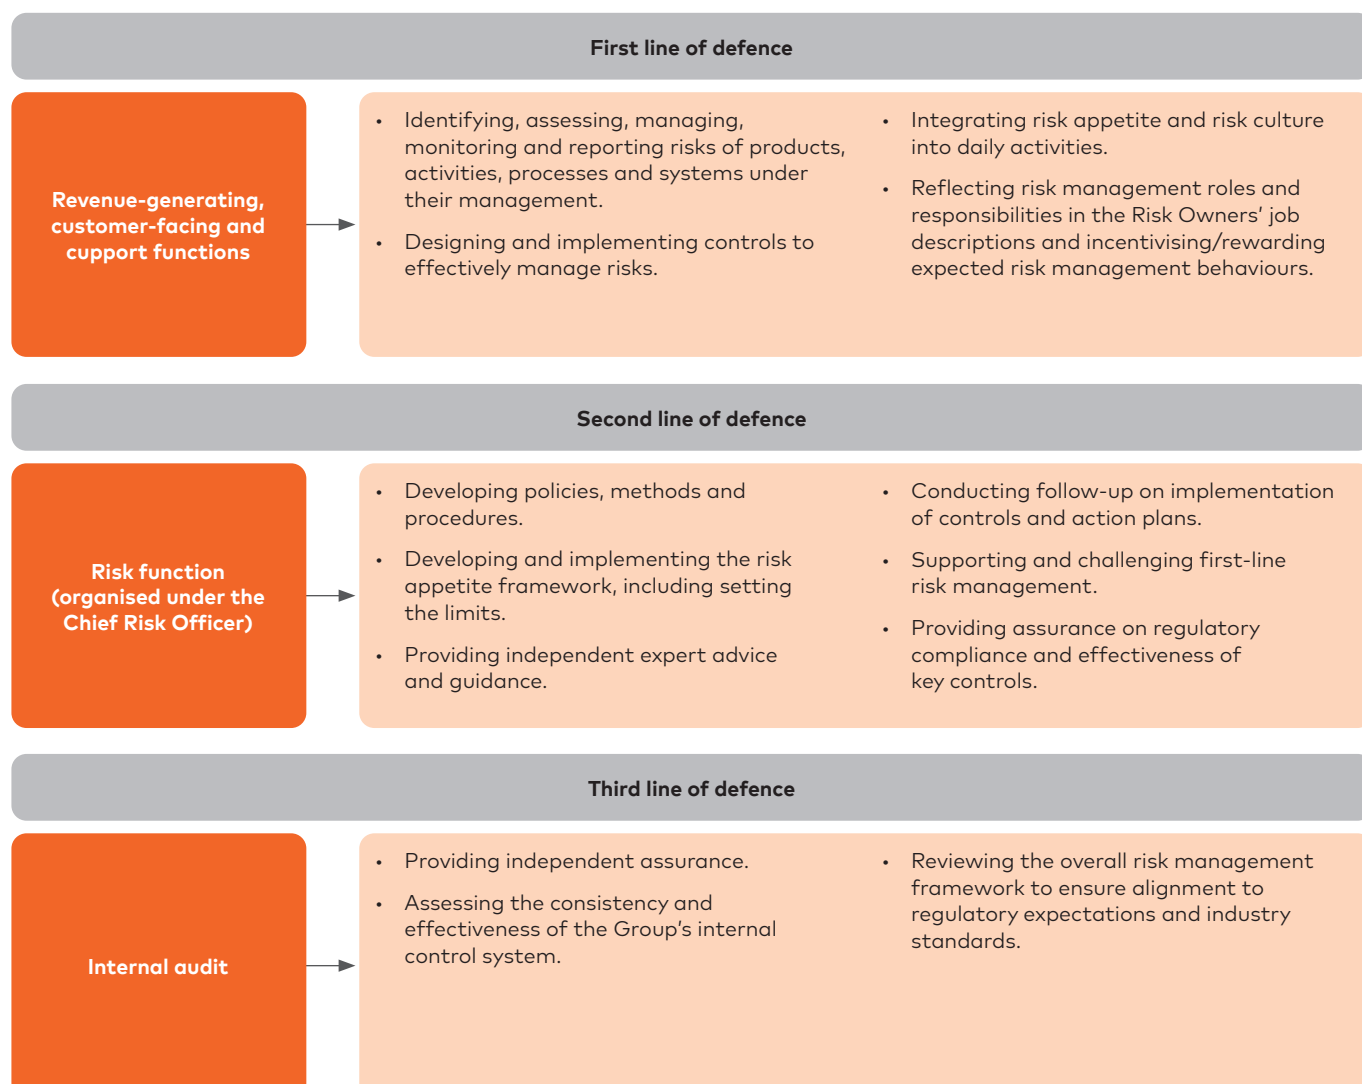 First line of defence
Revenue-generating,
customer-facing and
cupport functions
• Identifying, assessing, managing,
monitoring and reporting risks of products,
activities, processes and systems under
their management.
• Designing and implementing controls to
effectively manage risks.
• Integrating risk appetite and risk culture
into daily activities.
• Reflecting risk management roles and
responsibilities in the Risk Owners’ job
descriptions and incentivising/rewarding
expected risk management behaviours.
Second line of defence
Risk function
(organised under the
Chief Risk Officer)
• Developing policies, methods and
procedures.
• Developing and implementing the risk
appetite framework, including setting
the limits.
• Providing independent expert advice
and guidance.
• Conducting follow-up on implementation
of controls and action plans.
• Supporting and challenging first-line
risk management.
• Providing assurance on regulatory
compliance and effectiveness of
key controls.
Third line of defence
Internal audit
• Providing independent assurance.
• Assessing the consistency and
effectiveness of the Group’s internal
control system.
• Reviewing the overall risk management
framework to ensure alignment to
regulatory expectations and industry
standards.